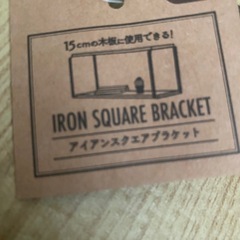 15cmの木板に使用できる!
IRON SQUARE BRACKET
アイアンスクエアブラケット